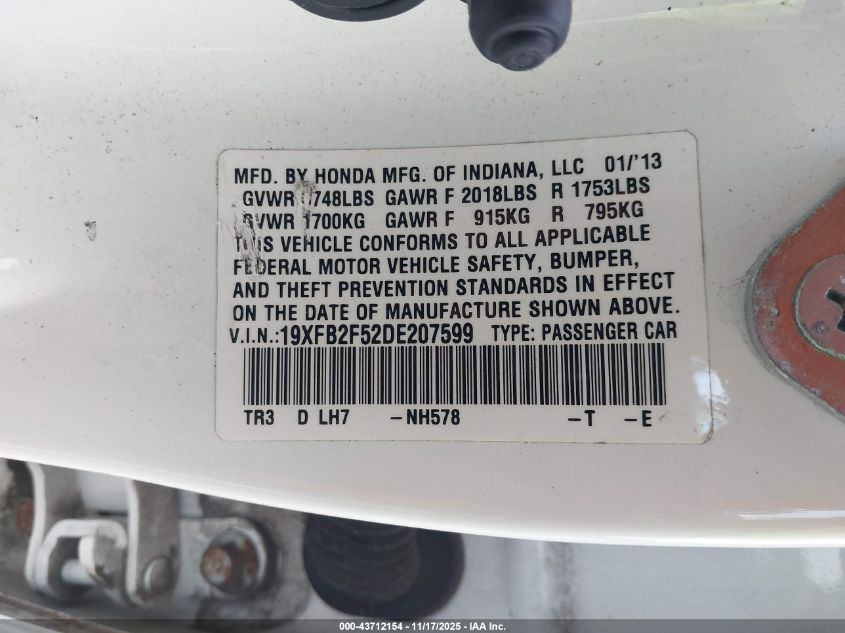 MFD. BY HONDA MFG. OF INDIANA, LLC 01/'13
GVWR 748LBS GAWR F 2018LBS R 1753LBS
GVWR 1700KG GAWR F 915KG R 795KG
THIS VEHICLE CONFORMS TO ALL APPLICABLE
FEDERAL MOTOR VEHICLE SAFETY, BUMPER,
AND THEFT PREVENTION STANDARDS IN EFFECT
ON THE DATE OF MANUFACTURE SHOWN ABOVE.
V.I.N.:19XFB2F52DE207599 TYPE: PASSENGER CAR
TR3 D LH7 –NH578 –T –E
000-43712154 | 11/17/2025 - © IAA Inc.